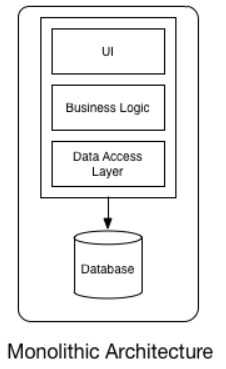 UI
Business Logic
Data Access
Layer
Database
Monolithic Architecture